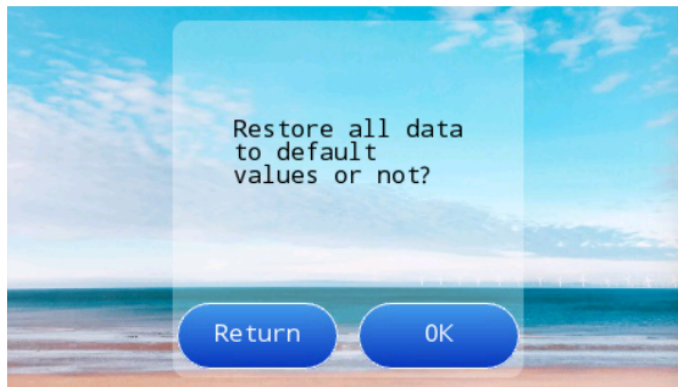 Restore all data
to default
values or not?
Return
OK